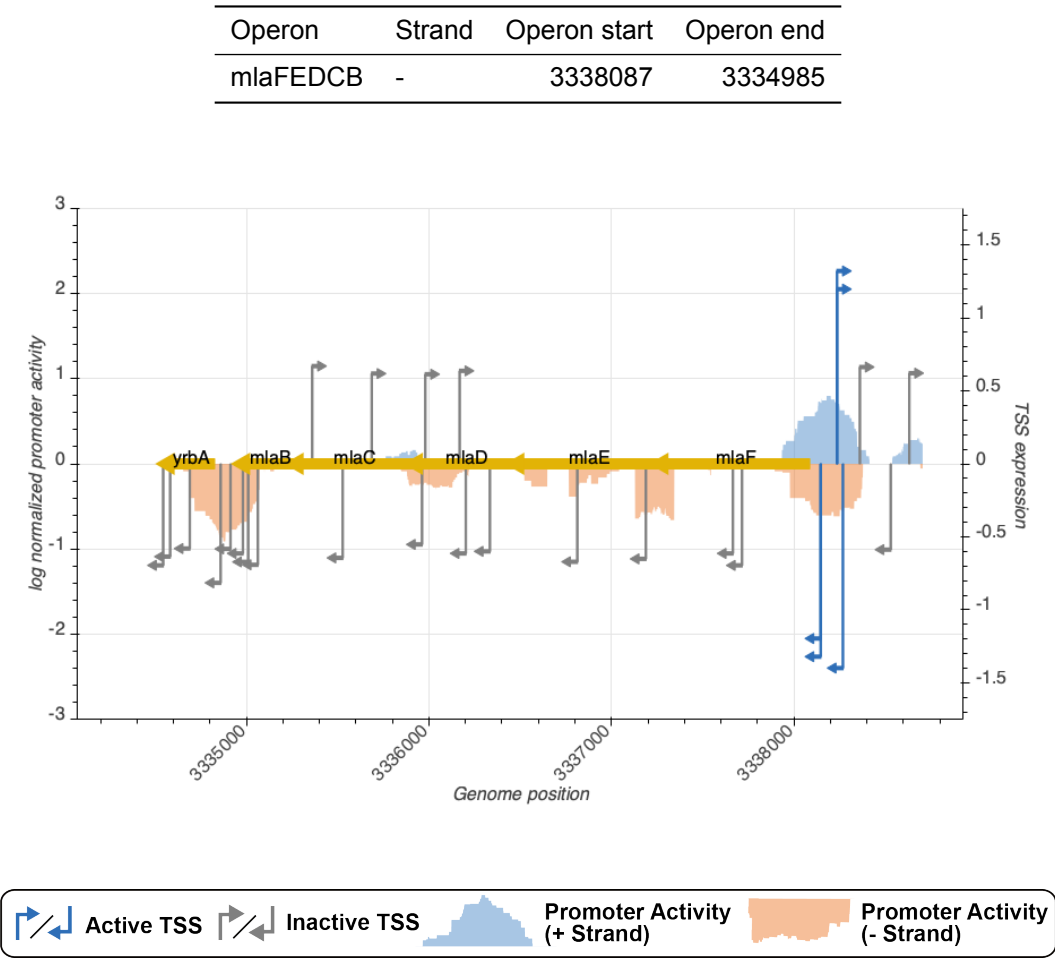 Operon Strand Operon start Operon end
mlaFEDCB - 3338087 3334985
3
2
1
0
-1
-2
-3
log normalized promoter activity
yrbA mlaB mlaC mlaD mlaE mlaF
1.5
1
0.5
0
-0.5
-1
-1.5
TSS expression
3335000 3336000 3337000 3338000
Genome position
Active TSS Inactive TSS Promoter Activity (+ Strand) Promoter Activity (- Strand)